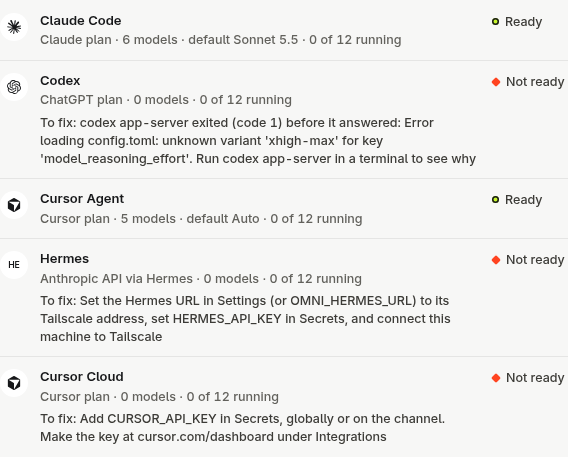 Claude Code
Ready
Claude plan · 6 models · default Sonnet 5.5 · 0 of 12 running
Codex
Not ready
ChatGPT plan · 0 models · 0 of 12 running
To fix: codex app-server exited (code 1) before it answered: Error
loading config.toml: unknown variant 'xhigh-max' for key
'model_reasoning_effort'. Run codex app-server in a terminal to see why
Cursor Agent
Ready
Cursor plan · 5 models · default Auto · 0 of 12 running
HE
Hermes
Not ready
Anthropic API via Hermes · 0 models · 0 of 12 running
To fix: Set the Hermes URL in Settings (or OMNI_HERMES_URL) to its
Tailscale address, set HERMES_API_KEY in Secrets, and connect this
machine to Tailscale
Cursor Cloud
Not ready
Cursor plan · 0 models · 0 of 12 running
To fix: Add CURSOR_API_KEY in Secrets, globally or on the channel.
Make the key at cursor.com/dashboard under Integrations